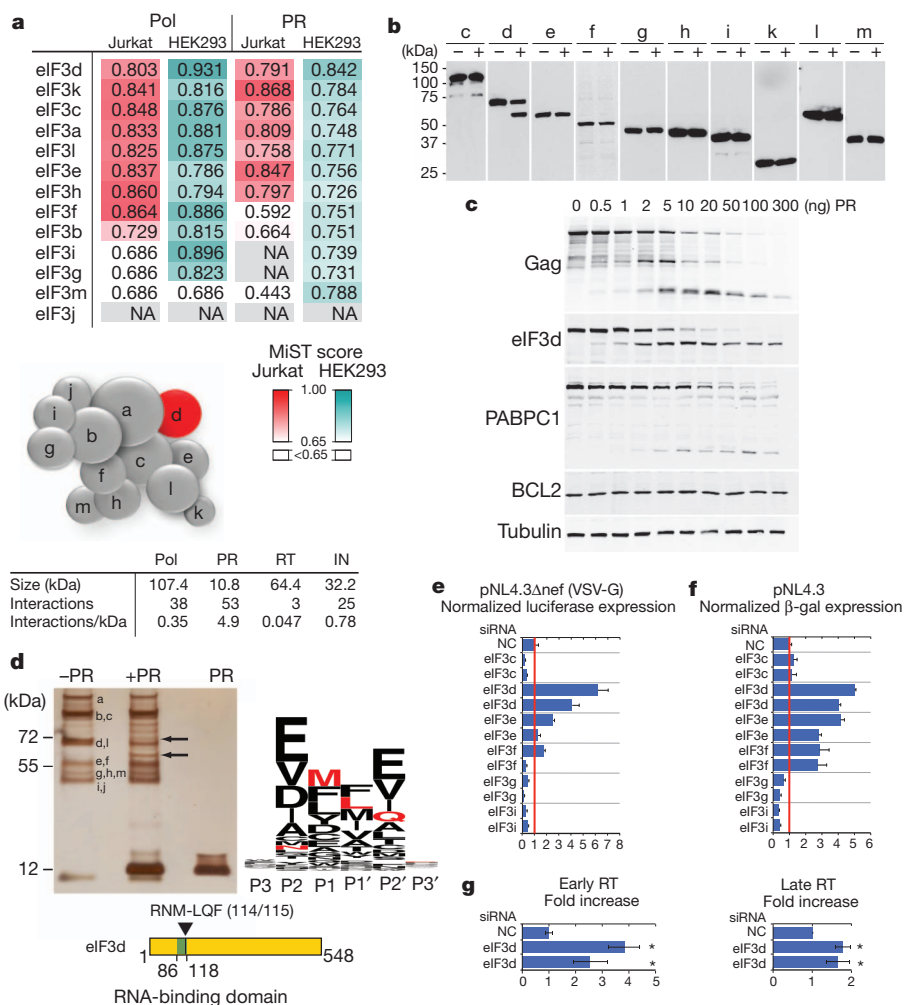 a
Pol PR
Jurkat HEK293 Jurkat HEK293
eIF3d 0.803 0.931 0.791 0.842
eIF3k 0.841 0.816 0.868 0.784
eIF3c 0.848 0.876 0.786 0.764
eIF3a 0.833 0.881 0.809 0.748
eIF3l 0.825 0.875 0.758 0.771
eIF3e 0.837 0.786 0.847 0.756
eIF3h 0.860 0.794 0.797 0.726
eIF3f 0.864 0.886 0.592 0.751
eIF3b 0.729 0.815 0.664 0.751
eIF3i 0.686 0.896 NA 0.739
eIF3g 0.686 0.823 NA 0.731
eIF3m 0.686 0.686 0.443 0.788
eIF3j NA NA NA NA
j
a
d
i
b
g
c
e
f
l
m
h
k
MiST score
Jurkat HEK293
1.00
0.65
<0.65
Pol PR RT IN
Size (kDa) 107.4 10.8 64.4 32.2
Interactions 38 53 3 25
Interactions/kDa 0.35 4.9 0.047 0.78
b
c d e f g h i k l m
(kDa) – + – + – + – + – + – + – + – + – + – +
150
100
75
50
37
25
c
0 0.5 1 2 5 10 20 50 100 300 (ng) PR
Gag
eIF3d
PABPC1
BCL2
Tubulin
d
–PR +PR PR
(kDa)
72
55
12
a
b,c
d,l
e,f
g,h,m
i,j
E
V
D
I
A
M
F
L
Y
D
C
A
F
L
M
I
Y
A
E
V
I
Q
A
L
T
P3 P2 P1 P1′ P2′ P3′
RNM-LQF (114/115)
eIF3d
1 548
86 118
RNA-binding domain
e
pNL4.3Δnef (VSV-G)
Normalized luciferase expression
siRNA
NC
eIF3c
eIF3c
eIF3d
eIF3d
eIF3e
eIF3e
eIF3f
eIF3f
eIF3g
eIF3g
eIF3i
eIF3i
0 1 2 3 4 5 6 7 8
f
pNL4.3
Normalized β-gal expression
siRNA
NC
eIF3c
eIF3c
eIF3d
eIF3d
eIF3e
eIF3e
eIF3f
eIF3f
eIF3g
eIF3g
eIF3i
eIF3i
0 1 2 3 4 5 6
g
Early RT
Fold increase
siRNA
NC
eIF3d *
eIF3d *
0 1 2 3 4 5
Late RT
Fold increase
siRNA
NC
eIF3d *
eIF3d *
0 1 2